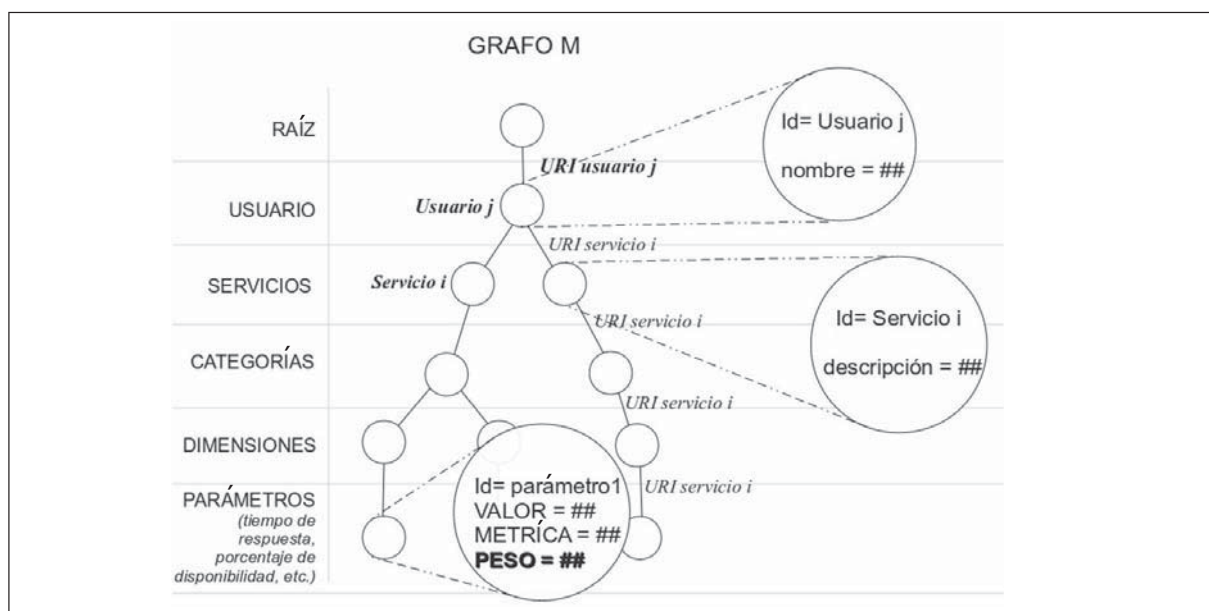 GRAFO M
RAÍZ
URI usuario j
Id= Usuario j
nombre = ##
USUARIO
Usuario j
URI servicio i
SERVICIOS
Servicio i
URI servicio i
Id= Servicio i
descripción = ##
CATEGORÍAS
URI servicio i
DIMENSIONES
PARÁMETROS
(tiempo de
respuesta,
porcentaje de
disponibilidad, etc.)
Id= parámetro1
VALOR = ##
METRÍCA = ##
PESO = ##
URI servicio i